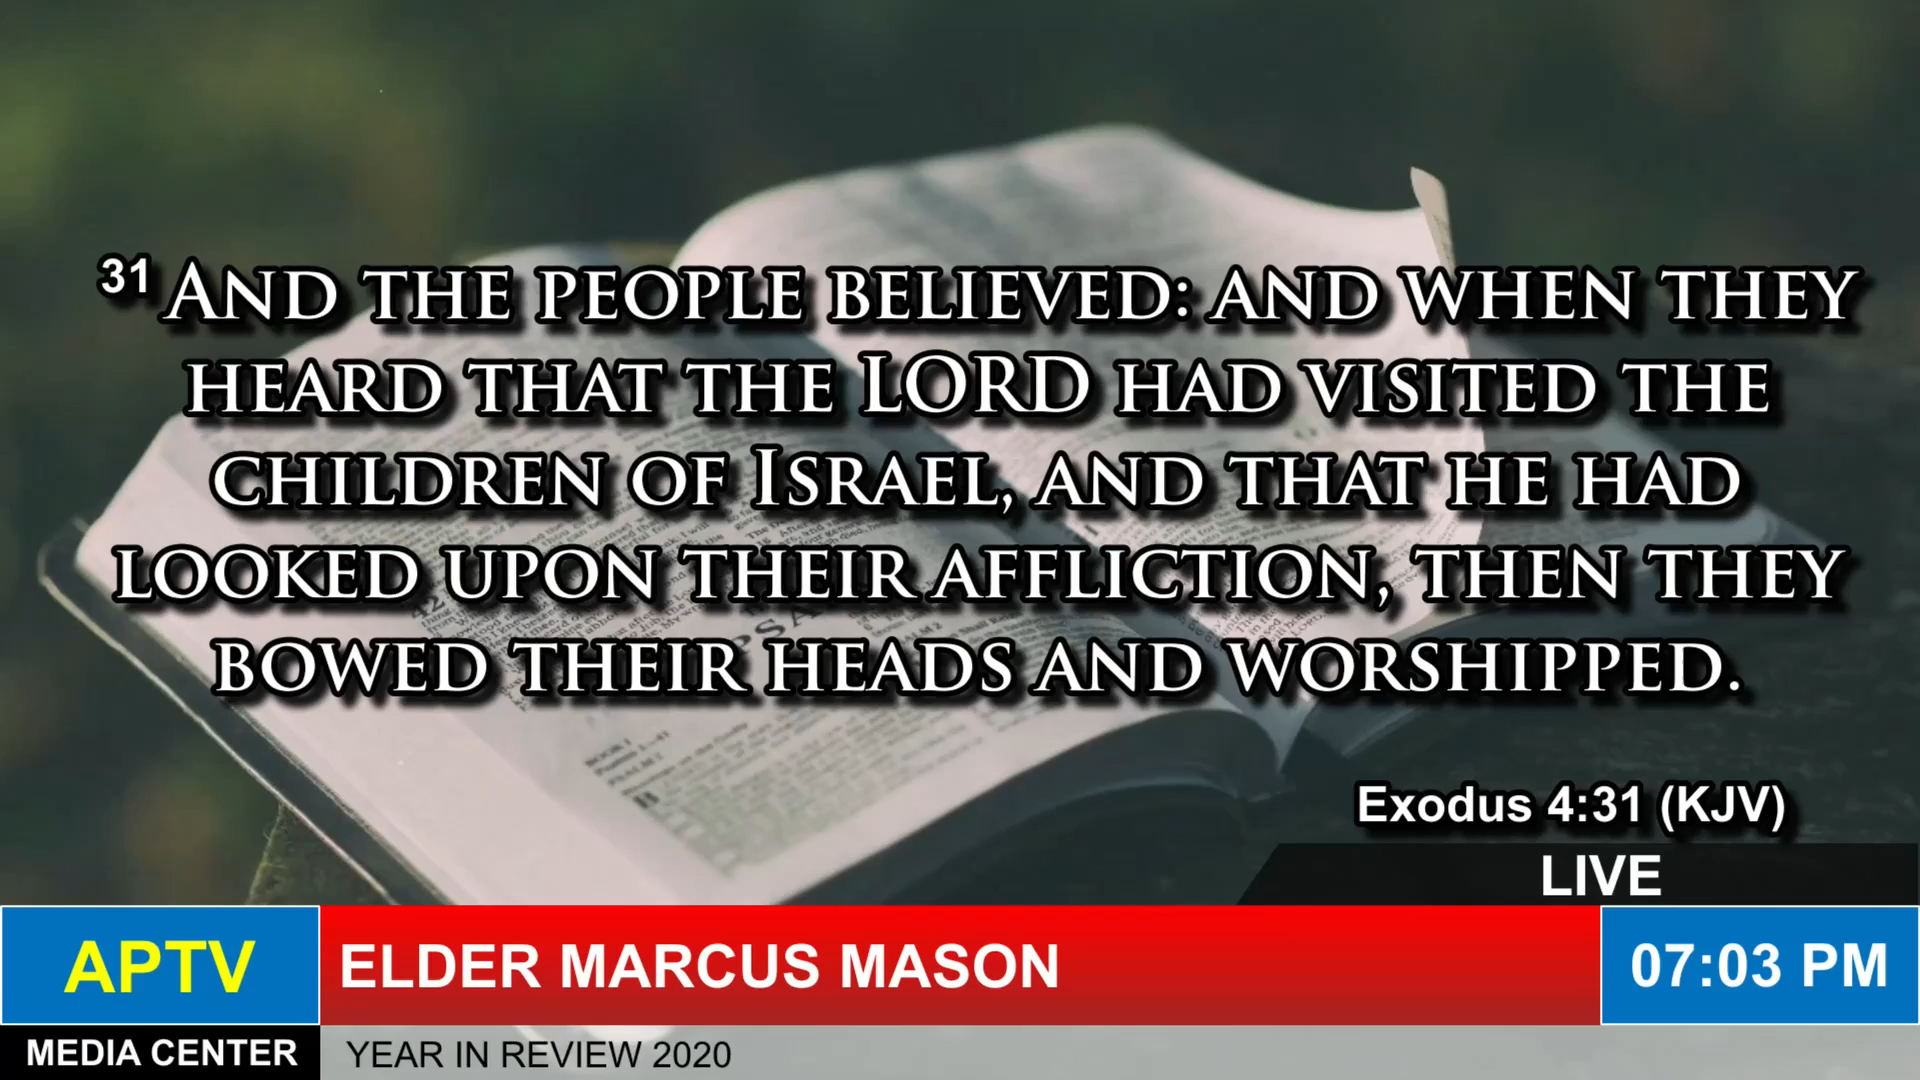 31 AND THE PEOPLE BELIEVED: AND WHEN THEY
HEARD THAT THE LORD HAD VISITED THE
CHILDREN OF ISRAEL, AND THAT HE HAD
LOOKED UPON THEIR AFFLICTION, THEN THEY
BOWED THEIR HEADS AND WORSHIPPED.
Exodus 4:31 (KJV)
LIVE
APTV
ELDER MARCUS MASON
07:03 PM
MEDIA CENTER
YEAR IN REVIEW 2020